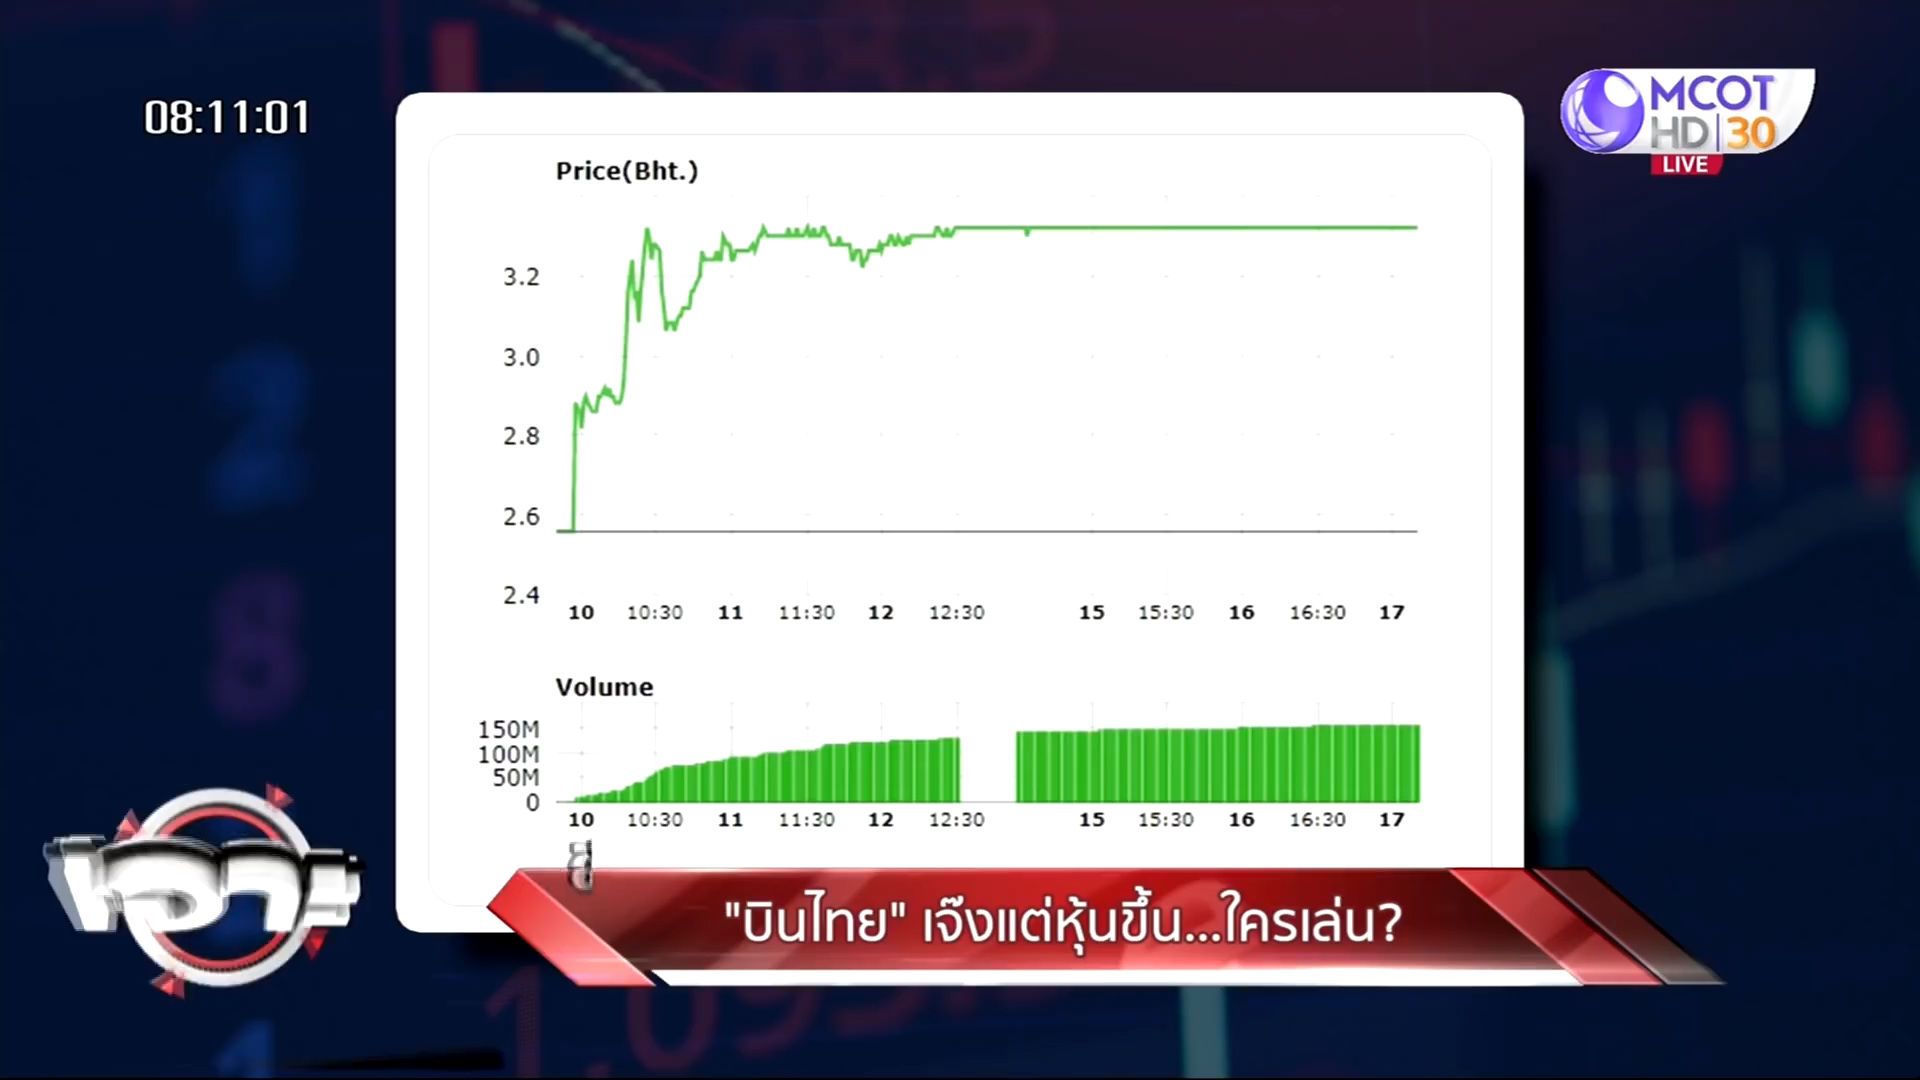 08:11:01
MCOT
HD|30
LIVE
Price(Bht.)
3.2
3.0
2.8
2.6
2.4
10 10:30 11 11:30 12 12:30 15 15:30 16 16:30 17
Volume
150M
100M
50M
0
10 10:30 11 11:30 12 12:30 15 15:30 16 16:30 17
เจาะ
"บินไทย" เจ๊งแต่หุ้นขึ้น...ใครเล่น?